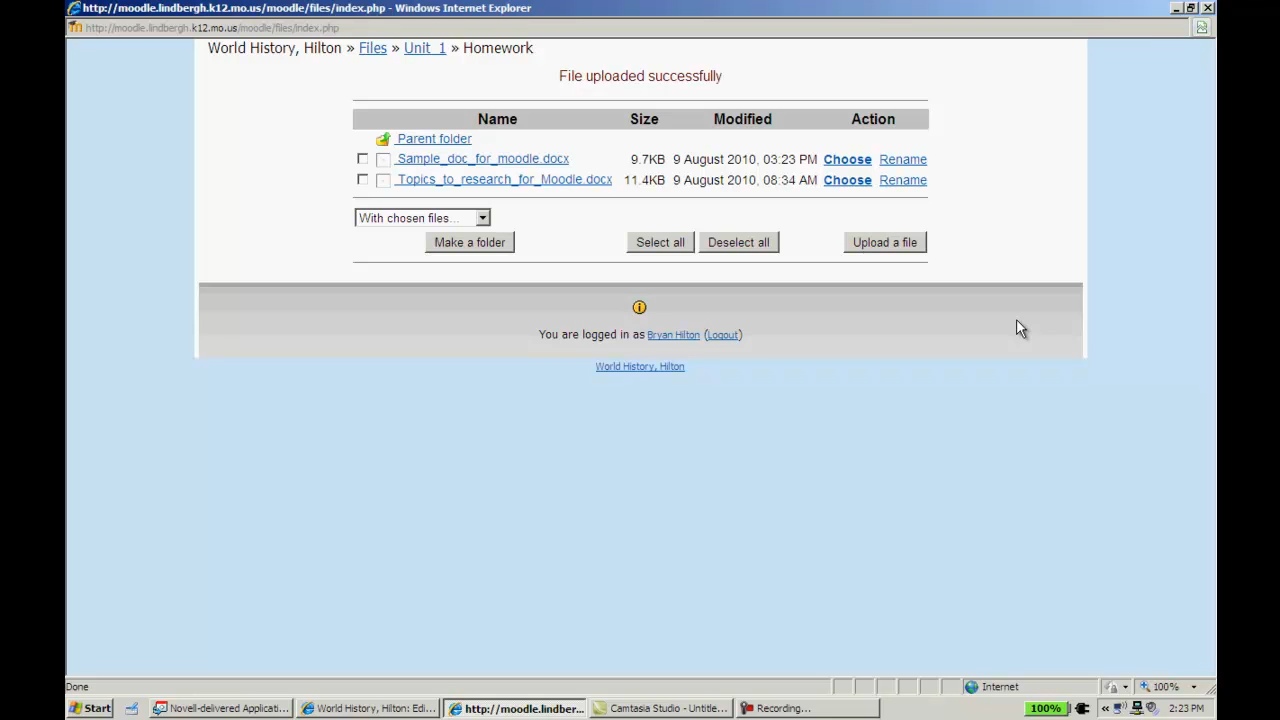 http://moodle.lindbergh.k12.mo.us/moodle/files/index.php - Windows Internet Explorer
http://moodle.lindbergh.k12.mo.us/moodle/files/index.php
World History, Hilton » Files » Unit_1 » Homework
File uploaded successfully
Name Size Modified Action
Parent folder
Sample_doc_for_moodle.docx 9.7KB 9 August 2010, 03:23 PM Choose Rename
Topics_to_research_for_Moodle.docx 11.4KB 9 August 2010, 08:34 AM Choose Rename
With chosen files...
Make a folder Select all Deselect all Upload a file
You are logged in as Bryan Hilton (Logout)
World History, Hilton
Done Internet 100%
Start Novell-delivered Applicati... World History, Hilton: Edi... http://moodle.lindber... Camtasia Studio - Untitle... Recording... 100% 2:23 PM